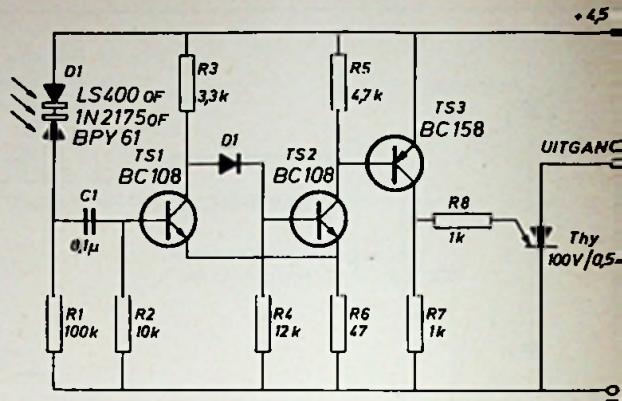 + 4,5
D1
LS400 OF
1N2175 OF
BPY 61
R3
3,3k
R5
4,7k
TS3
BC158
TS1
BC108
D1
TS2
BC108
UITGAN
C1
0,1µ
R8
1k
Thy
100V/0,5
R1
100k
R2
10k
R4
12k
R6
47
R7
1k